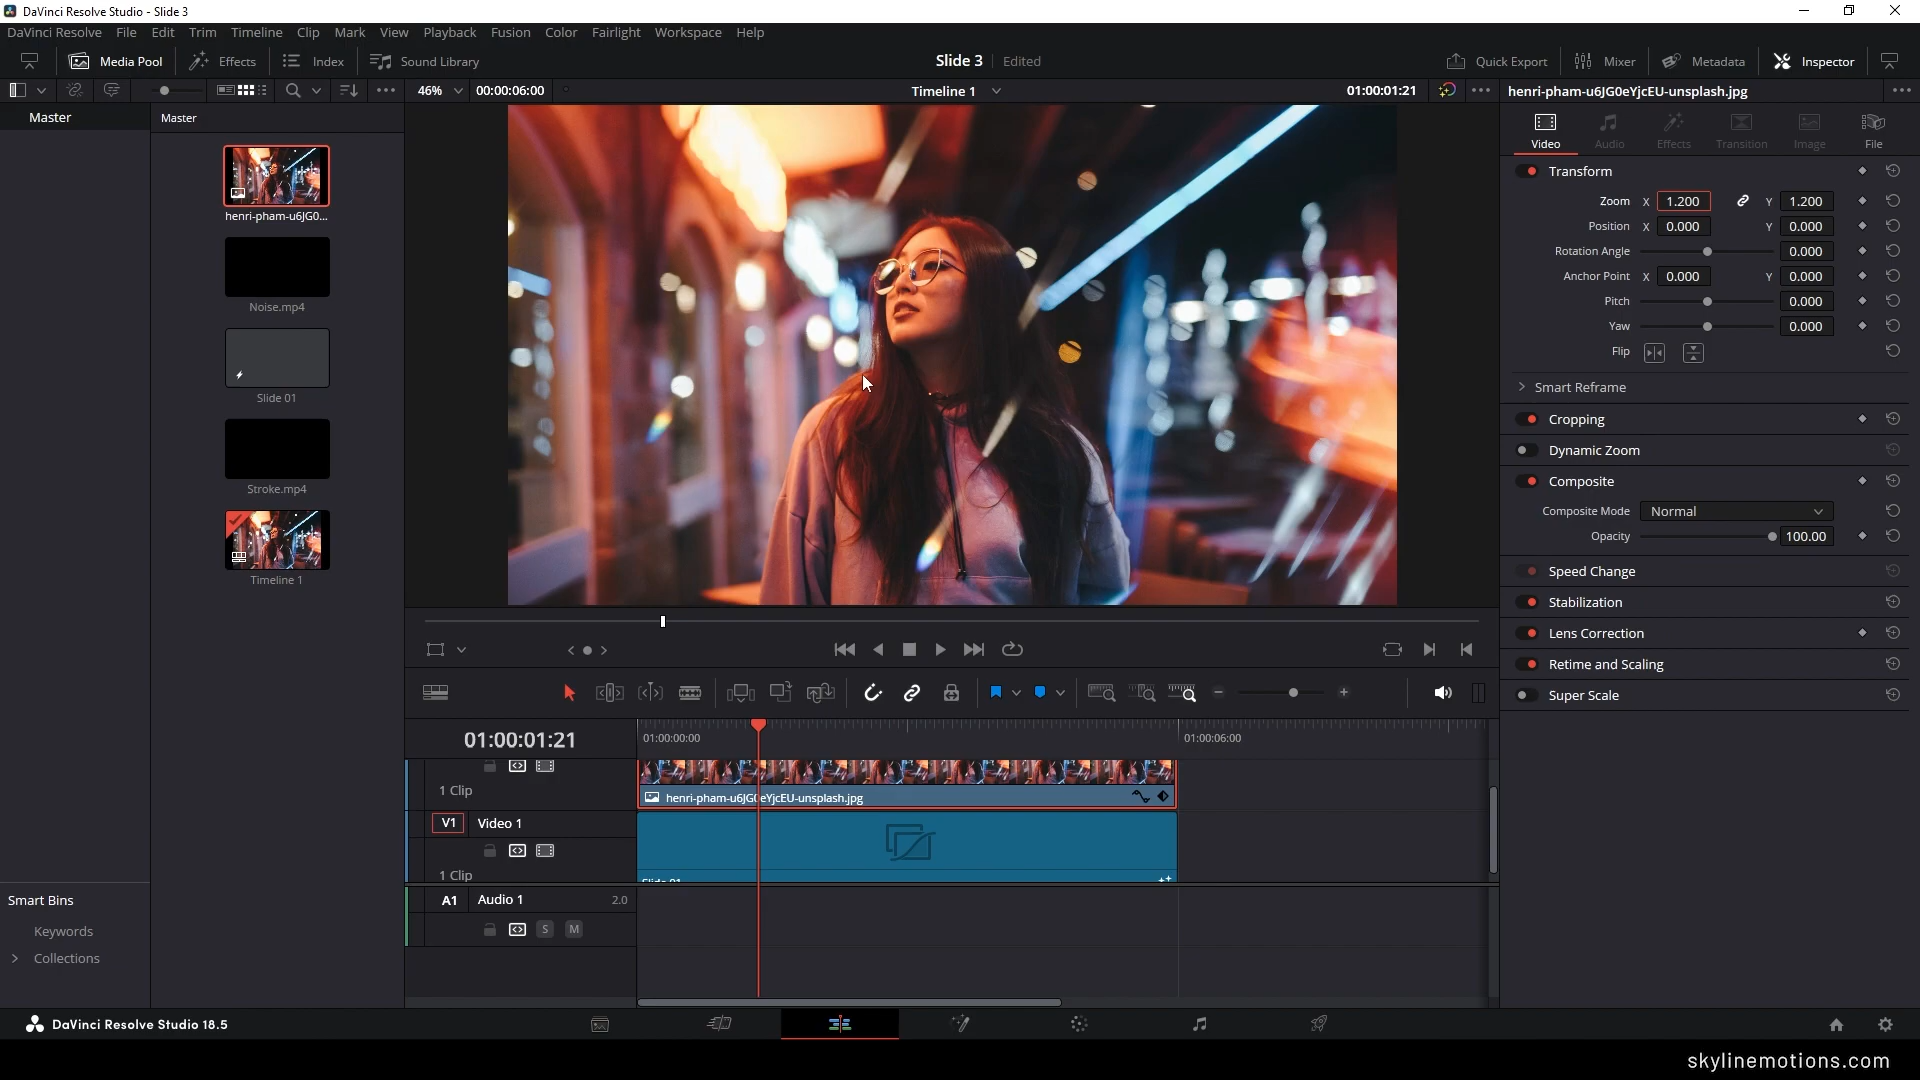 DaVinci Resolve Studio - Slide 3
DaVinci Resolve File Edit Trim Timeline Clip Mark View Playback Fusion Color Fairlight Workspace Help
Media Pool Effects Index Sound Library Slide 3 Edited Quick Export Mixer Metadata Inspector
46% 00:00:06:00 Timeline 1 01:00:01:21 henri-pham-u6JG0eYjcEU-unsplash.jpg
Master Master
henri-pham-u6JG0...
Noise.mp4
Slide 01
Stroke.mp4
Timeline 1
Smart Bins
Keywords
Collections
Video Audio Effects Transition Image File
Transform
Zoom X 1.200 Y 1.200
Position X 0.000 Y 0.000
Rotation Angle 0.000
Anchor Point X 0.000 Y 0.000
Pitch 0.000
Yaw 0.000
Flip
Smart Reframe
Cropping
Dynamic Zoom
Composite
Composite Mode Normal
Opacity 100.00
Speed Change
Stabilization
Lens Correction
Retime and Scaling
Super Scale
01:00:01:21 01:00:00:00 01:00:06:00
1 Clip henri-pham-u6JG0eYjcEU-unsplash.jpg
V1 Video 1
1 Clip Slide 01
A1 Audio 1 2.0
S M
DaVinci Resolve Studio 18.5
skylinemotions.com